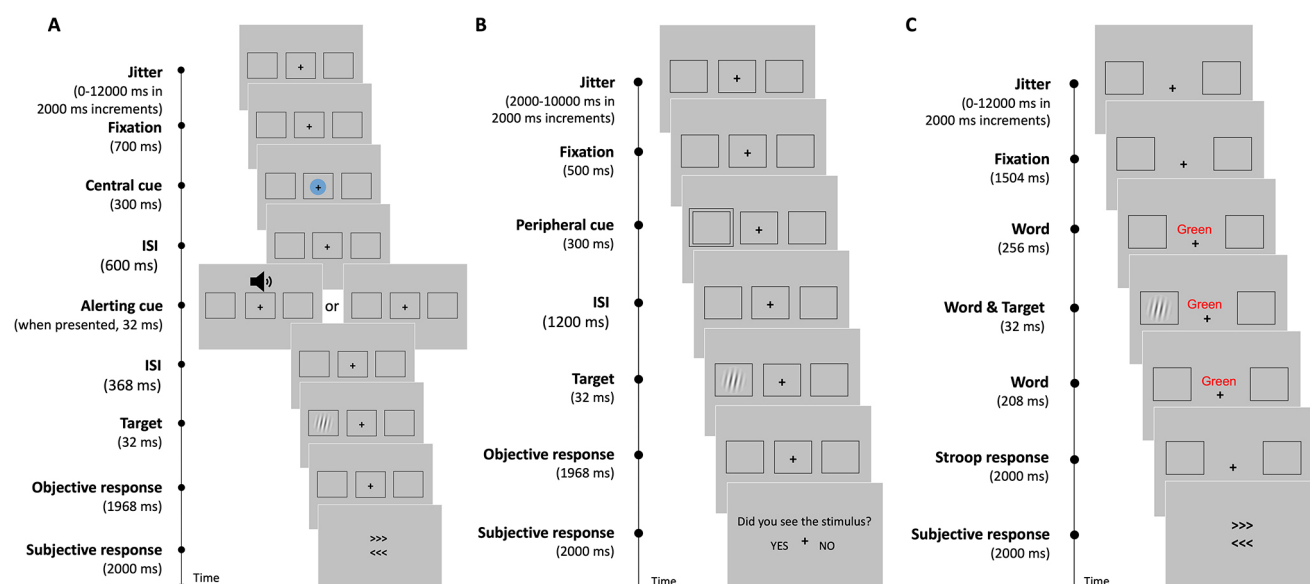 A
Jitter
(0-12000 ms in
2000 ms increments)
Fixation
(700 ms)
Central cue
(300 ms)
ISI
(600 ms)
Alerting cue
(when presented, 32 ms)
or
ISI
(368 ms)
Target
(32 ms)
Objective response
(1968 ms)
Subjective response
(2000 ms)
>>>
<<<
Time
B
Jitter
(2000-10000 ms in
2000 ms increments)
Fixation
(500 ms)
Peripheral cue
(300 ms)
ISI
(1200 ms)
Target
(32 ms)
Objective response
(1968 ms)
Subjective response
(2000 ms)
Did you see the stimulus?
YES + NO
Time
C
Jitter
(0-12000 ms in
2000 ms increments)
Fixation
(1504 ms)
Word
(256 ms)
Green
Word & Target
(32 ms)
Green
Word
(208 ms)
Green
Stroop response
(2000 ms)
Subjective response
(2000 ms)
>>>
<<<
Time